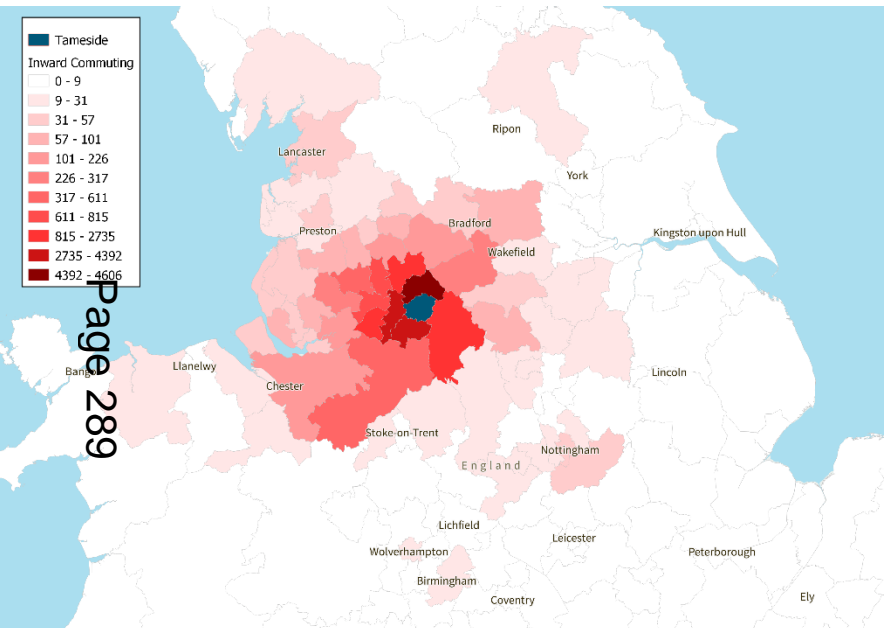 Tameside
Inward Commuting
0 - 9
9 - 31
31 - 57
57 - 101
101 - 226
226 - 317
317 - 611
611 - 815
815 - 2735
2735 - 4392
4392 - 4606
Page 289
Ripon
Lancaster
York
Preston
Bradford
Kingston upon Hull
Wakefield
Llanelwy
Lincoln
Chester
Stoke-on-Trent
Nottingham
England
Lichfield
Leicester
Wolverhampton
Peterborough
Birmingham
Coventry
Ely